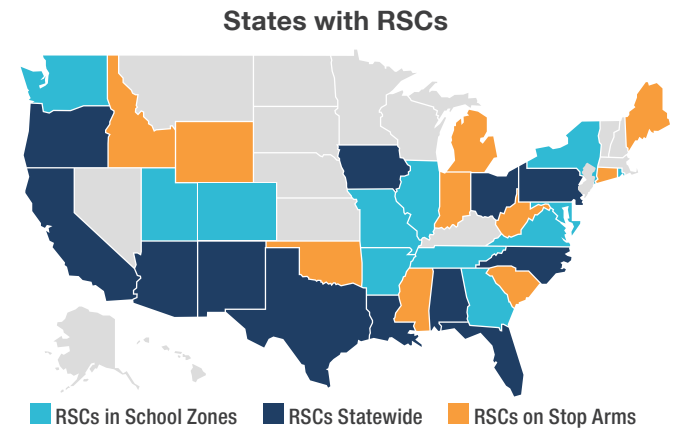 States with RSCs
RSCs in School Zones RSCs Statewide RSCs on Stop Arms